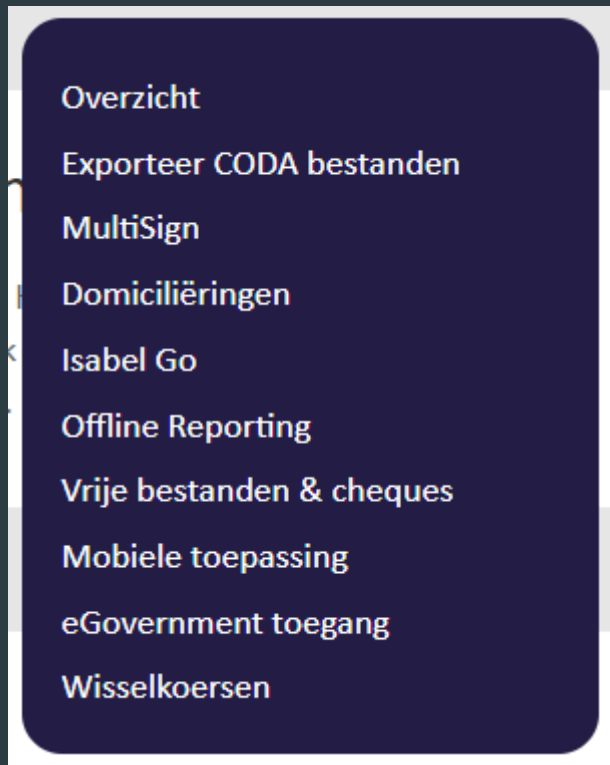 Overzicht
Exporteer CODA bestanden
MultiSign
Domiciliëringen
Isabel Go
Offline Reporting
Vrije bestanden & cheques
Mobiele toepassing
eGovernment toegang
Wisselkoersen